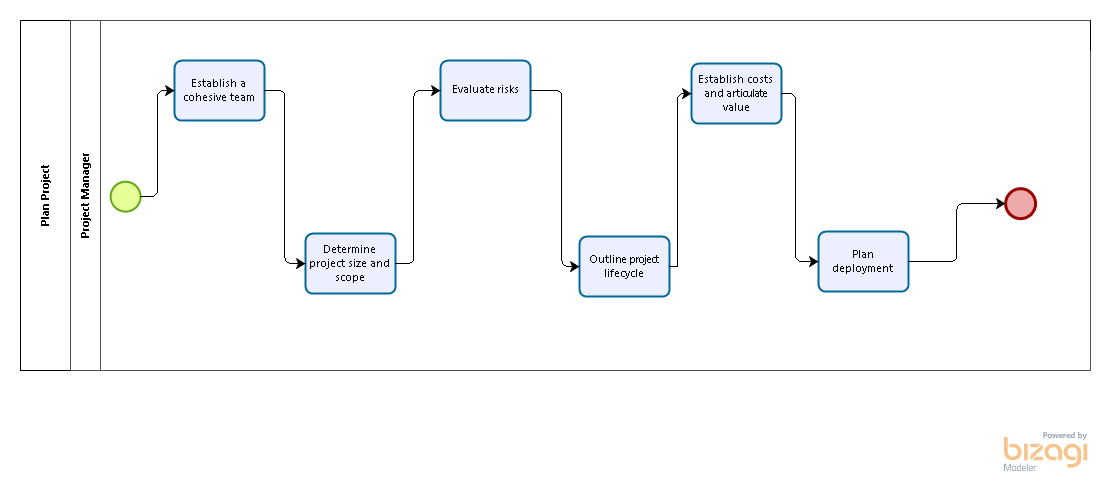 Plan Project
Project Manager
Establish a
cohesive team
Determine
project size and
scope
Evaluate risks
Outline project
lifecycle
Establish costs
and articulate
value
Plan
deployment
Powered by
bizagi
Modeler